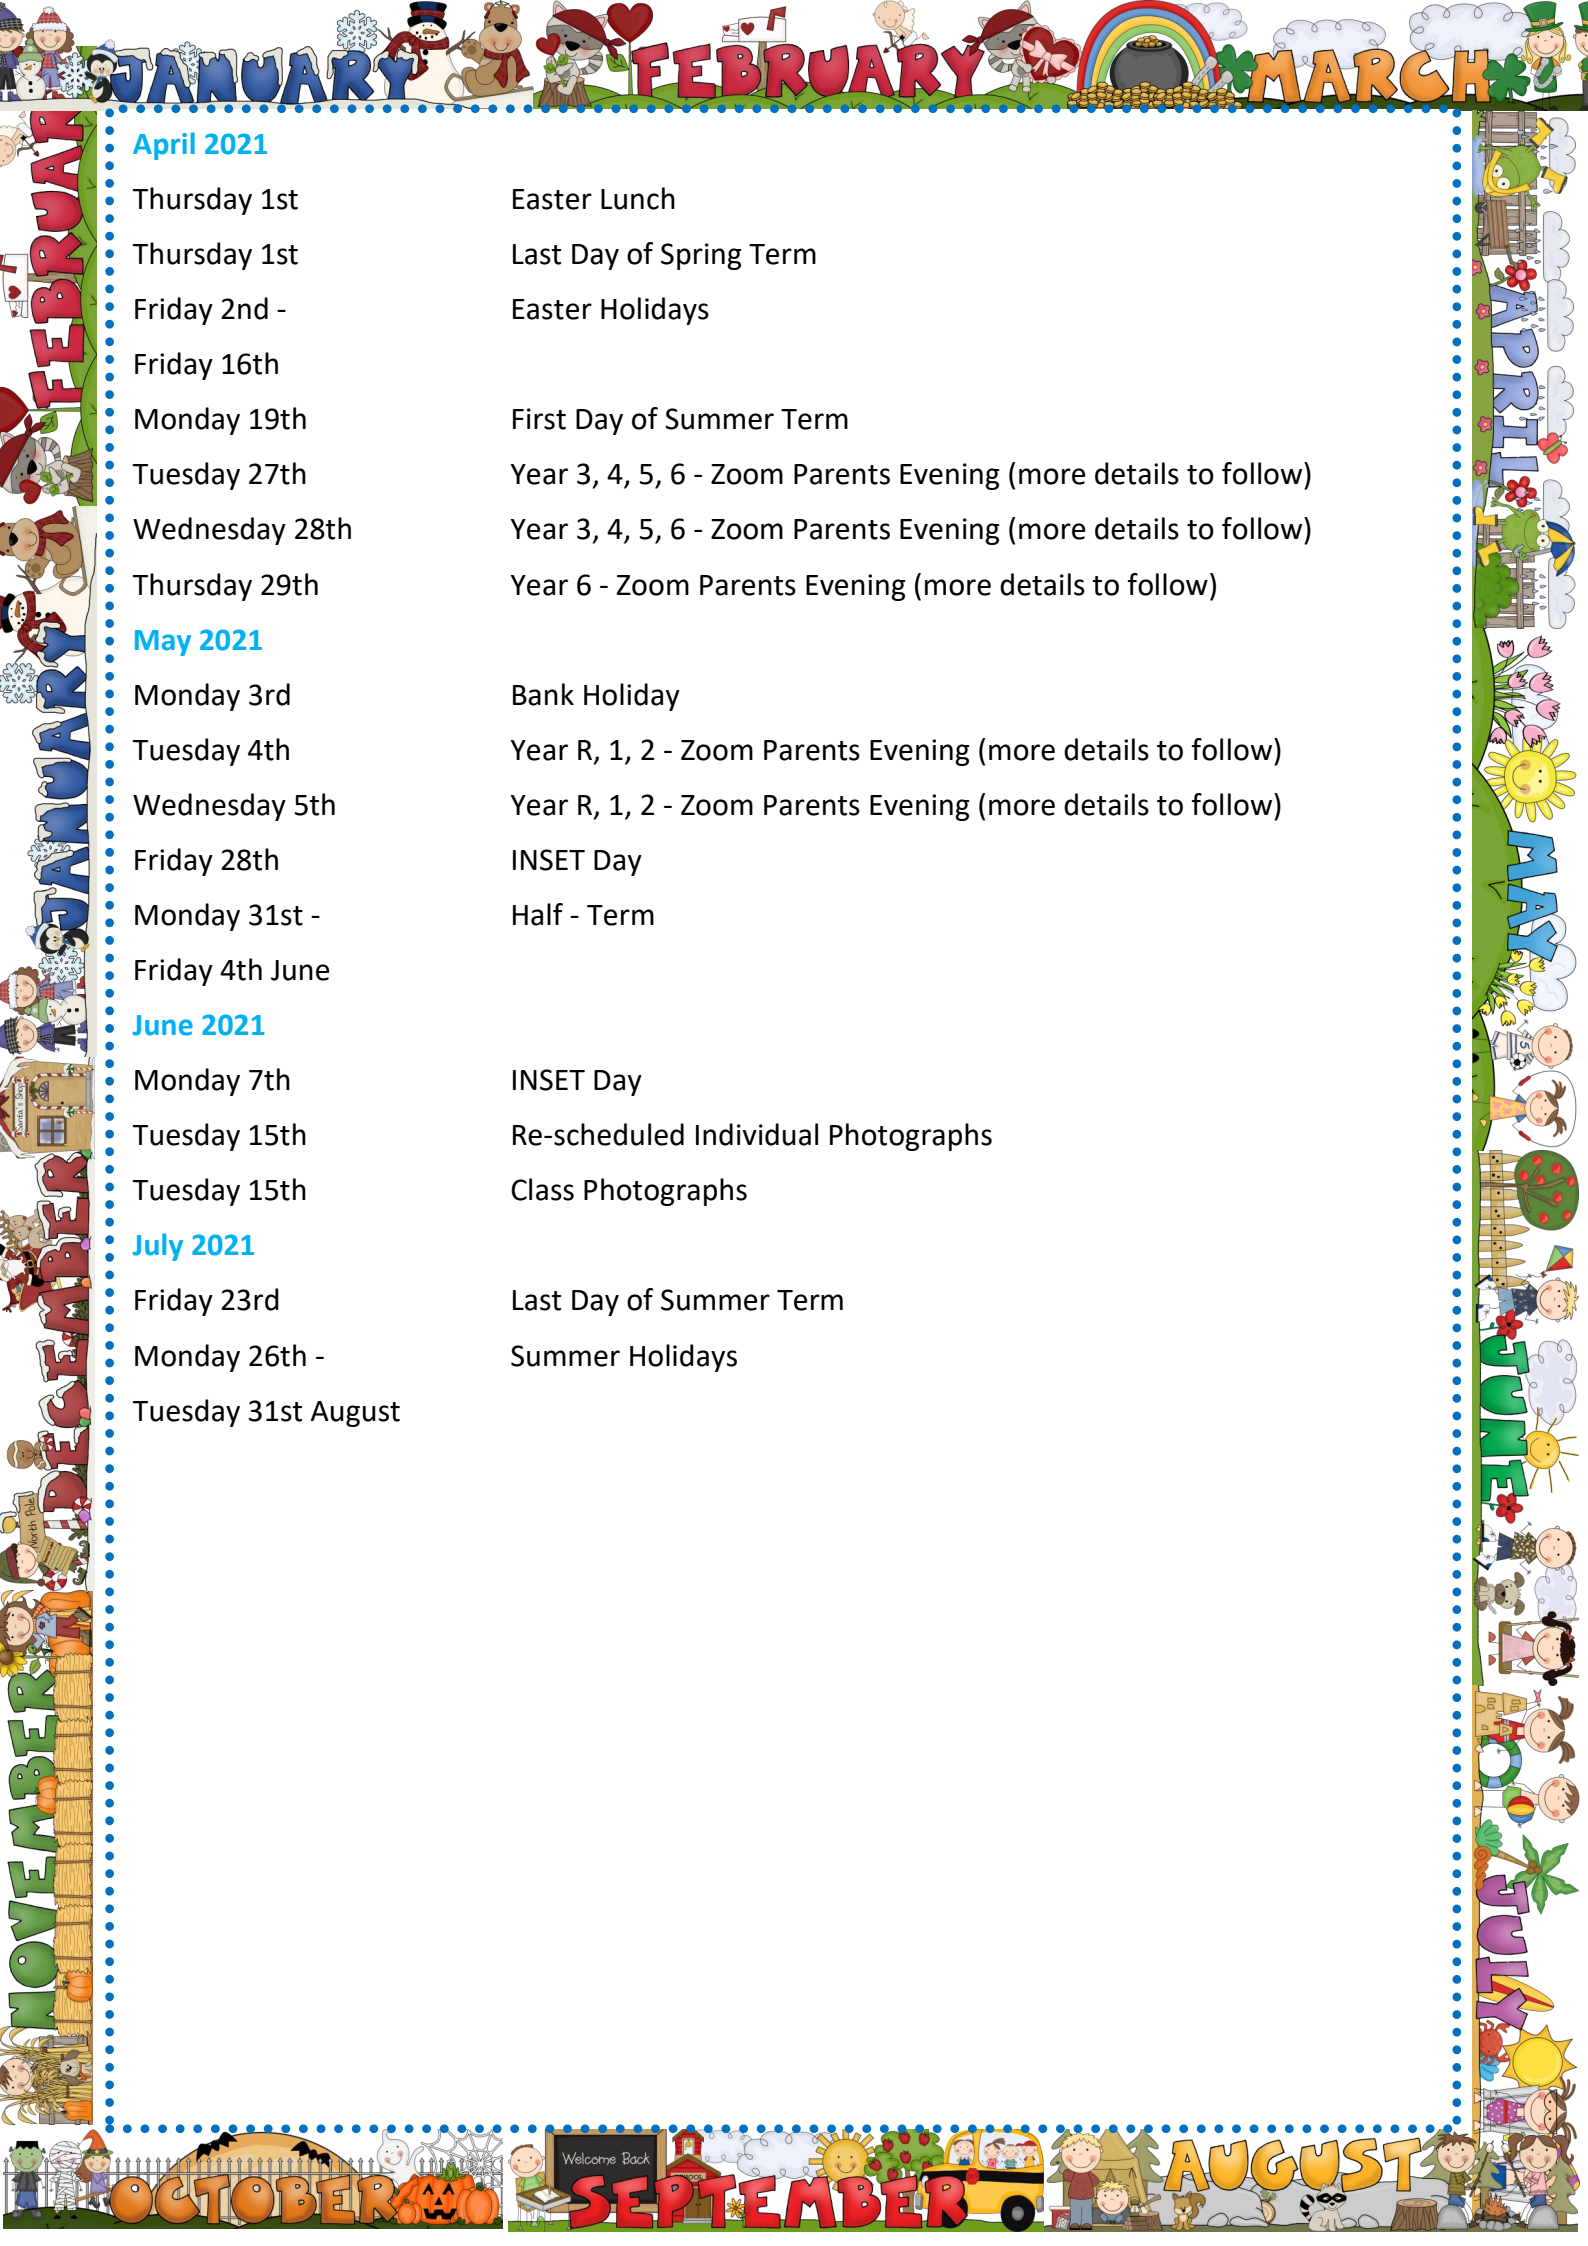 JANUARY FEBRUARY MARCH
April 2021
Thursday 1st Easter Lunch
Thursday 1st Last Day of Spring Term
Friday 2nd - Easter Holidays
Friday 16th
Monday 19th First Day of Summer Term
Tuesday 27th Year 3, 4, 5, 6 - Zoom Parents Evening (more details to follow)
Wednesday 28th Year 3, 4, 5, 6 - Zoom Parents Evening (more details to follow)
Thursday 29th Year 6 - Zoom Parents Evening (more details to follow)
May 2021
Monday 3rd Bank Holiday
Tuesday 4th Year R, 1, 2 - Zoom Parents Evening (more details to follow)
Wednesday 5th Year R, 1, 2 - Zoom Parents Evening (more details to follow)
Friday 28th INSET Day
Monday 31st - Half - Term
Friday 4th June
June 2021
Monday 7th INSET Day
Tuesday 15th Re-scheduled Individual Photographs
Tuesday 15th Class Photographs
July 2021
Friday 23rd Last Day of Summer Term
Monday 26th - Summer Holidays
Tuesday 31st August
APRIL
MAY
5
JUNE
JULY
FEBRUAR
JANUARY
Santa's Shop
DECEMBER
North Pole
NOVEMBER
OCTOBER
Welcome Back
SCHOOL
SEPTEMBER
AUGUST